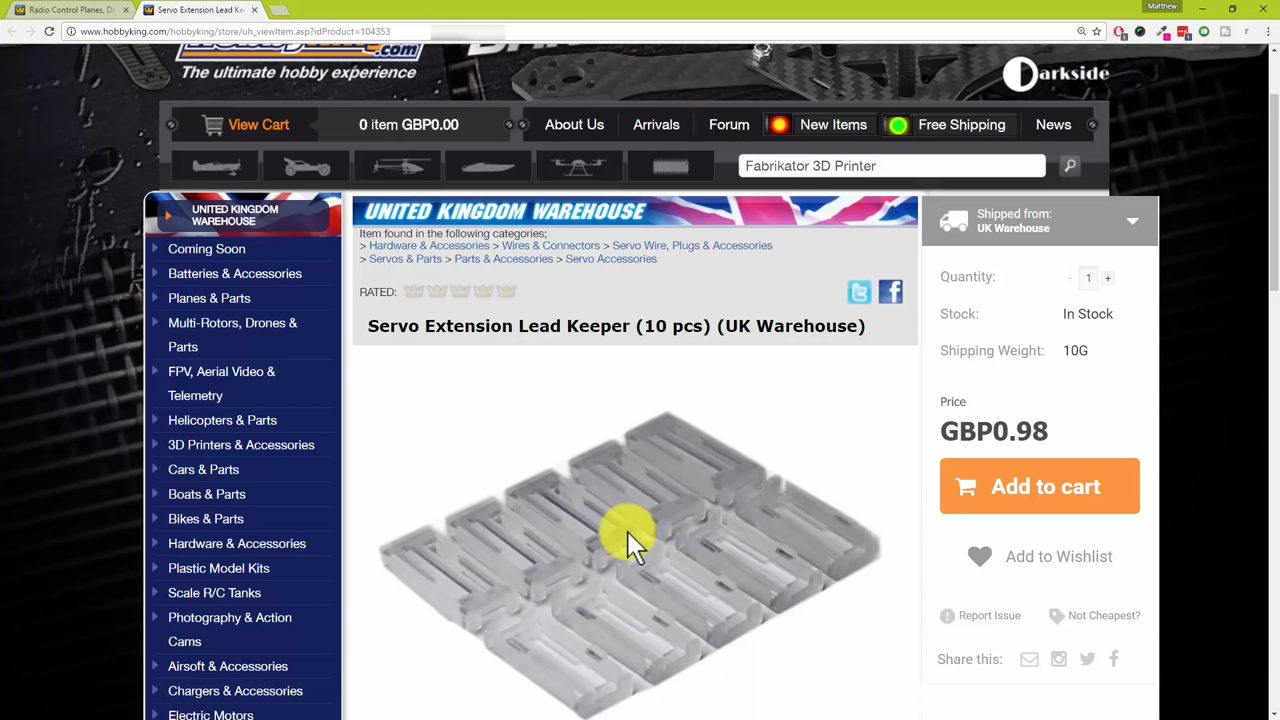 Matthew
Radio Control Planes, Dr
Servo Extension Lead Ke
www.hobbyking.com/hobbyking/store/uh_viewItem.asp?idProduct=104353
.com
The ultimate hobby experience
Darkside
View Cart
0 item GBP0.00
About Us
Arrivals
Forum
New Items
Free Shipping
News
Fabrikator 3D Printer
UNITED KINGDOM
WAREHOUSE
Coming Soon
Batteries & Accessories
Planes & Parts
Multi-Rotors, Drones &
Parts
FPV, Aerial Video &
Telemetry
Helicopters & Parts
3D Printers & Accessories
Cars & Parts
Boats & Parts
Bikes & Parts
Hardware & Accessories
Plastic Model Kits
Scale R/C Tanks
Photography & Action
Cams
Airsoft & Accessories
Chargers & Accessories
Electric Motors
UNITED KINGDOM WAREHOUSE
Item found in the following categories;
> Hardware & Accessories > Wires & Connectors > Servo Wire, Plugs & Accessories
> Servos & Parts > Parts & Accessories > Servo Accessories
RATED:
Servo Extension Lead Keeper (10 pcs) (UK Warehouse)
Shipped from:
UK Warehouse
Quantity: - 1 +
Stock: In Stock
Shipping Weight: 10G
Price
GBP0.98
Add to cart
Add to Wishlist
Report Issue
Not Cheapest?
Share this: